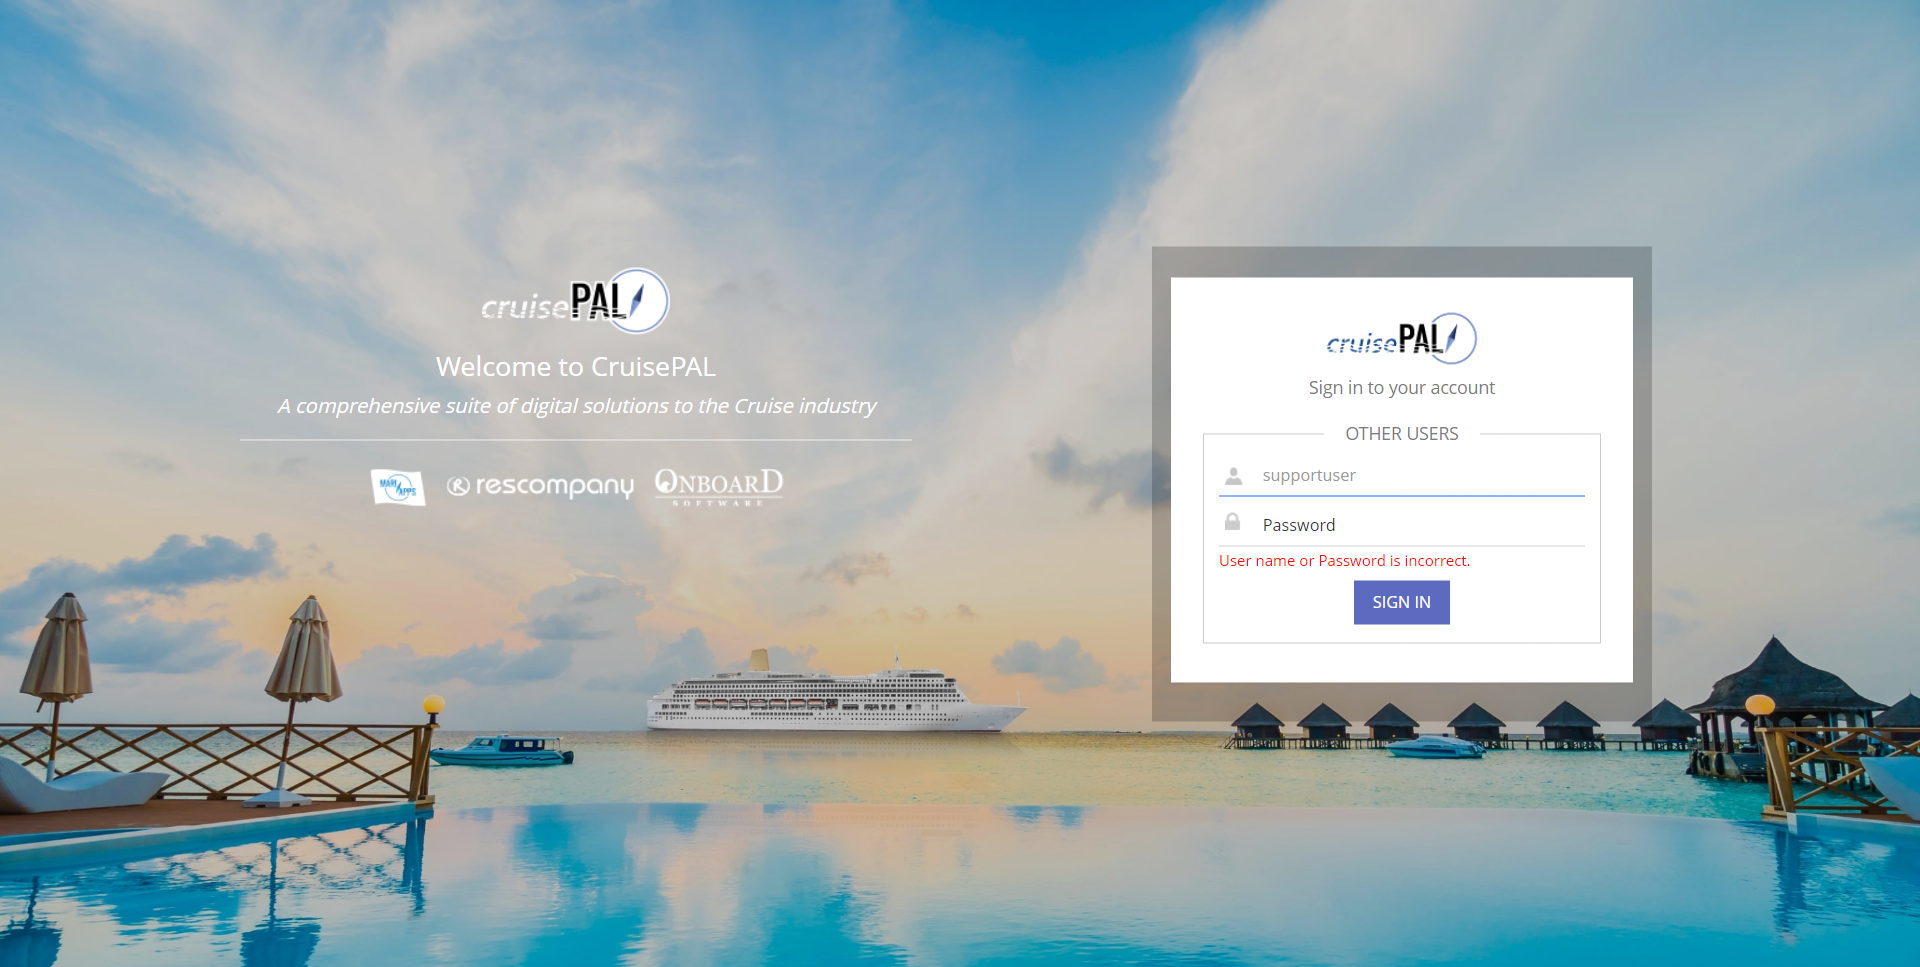 cruisePAL
Welcome to CruisePAL
A comprehensive suite of digital solutions to the Cruise industry
MARI APPS
rescompany
ONBOARD
SOFTWARE
cruisePAL
Sign in to your account
OTHER USERS
supportuser
Password
User name or Password is incorrect.
SIGN IN